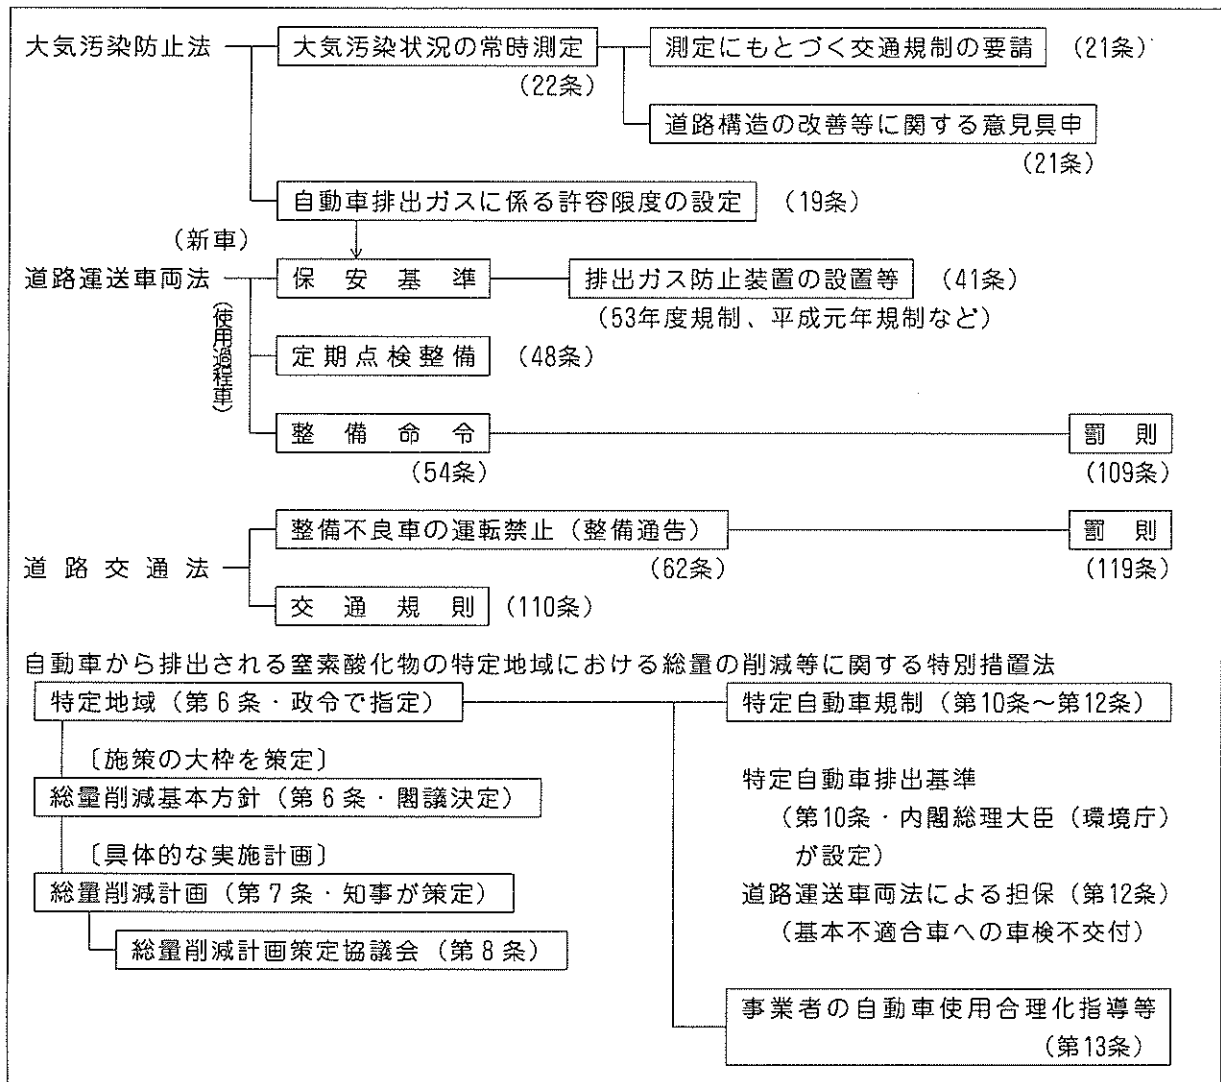 大気汚染防止法 大気汚染状況の常時測定 測定にもとづく交通規制の要請 (21条)
(22条)
道路構造の改善等に関する意見具申
(21条)
自動車排出ガスに係る許容限度の設定 (19条)
(新車)
道路運送車両法 保安基準 排出ガス防止装置の設置等 (41条)
(53年度規制、平成元年規制など)
(使用過程車)
定期点検整備 (48条)
整備命令 罰則
(54条) (109条)
整備不良車の運転禁止(整備通告) 罰則
道路交通法 (62条) (119条)
交通規則 (110条)
自動車から排出される窒素酸化物の特定地域における総量の削減等に関する特別措置法
特定地域(第6条・政令で指定) 特定自動車規制(第10条〜第12条)
〔施策の大枠を策定〕
総量削減基本方針(第6条・閣議決定)
〔具体的な実施計画〕
総量削減計画(第7条・知事が策定)
総量削減計画策定協議会(第8条)
特定自動車排出基準
(第10条・内閣総理大臣(環境庁)
が設定)
道路運送車両法による担保(第12条)
(基本不適合車への車検不交付)
事業者の自動車使用合理化指導等
(第13条)